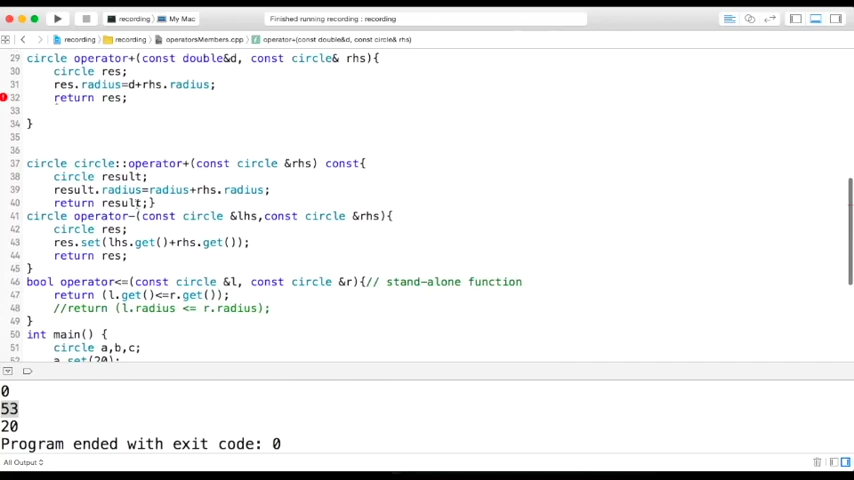 recording
My Mac
Finished running recording : recording
recording
recording
operatorsMembers.cpp
operator+(const double&d, const circle& rhs)
29 circle operator+(const double&d, const circle& rhs){
30 circle res;
31 res.radius=d+rhs.radius;
32 return res;
33
34 }
35
36
37 circle circle::operator+(const circle &rhs) const{
38 circle result;
39 result.radius=radius+rhs.radius;
40 return result;}
41 circle operator-(const circle &lhs,const circle &rhs){
42 circle res;
43 res.set(lhs.get()+rhs.get());
44 return res;
45 }
46 bool operator<=(const circle &l, const circle &r){// stand-alone function
47 return (l.get()<=r.get());
48 //return (l.radius <= r.radius);
49 }
50 int main() {
51 circle a,b,c;
52 a.set(20);
0
53
20
Program ended with exit code: 0
All Output